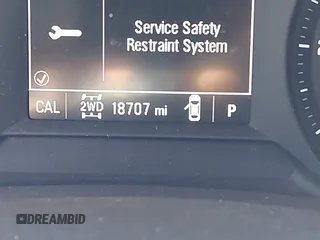 Service Safety
Restraint System
CAL 2WD 18707 mi P
DREAMBID